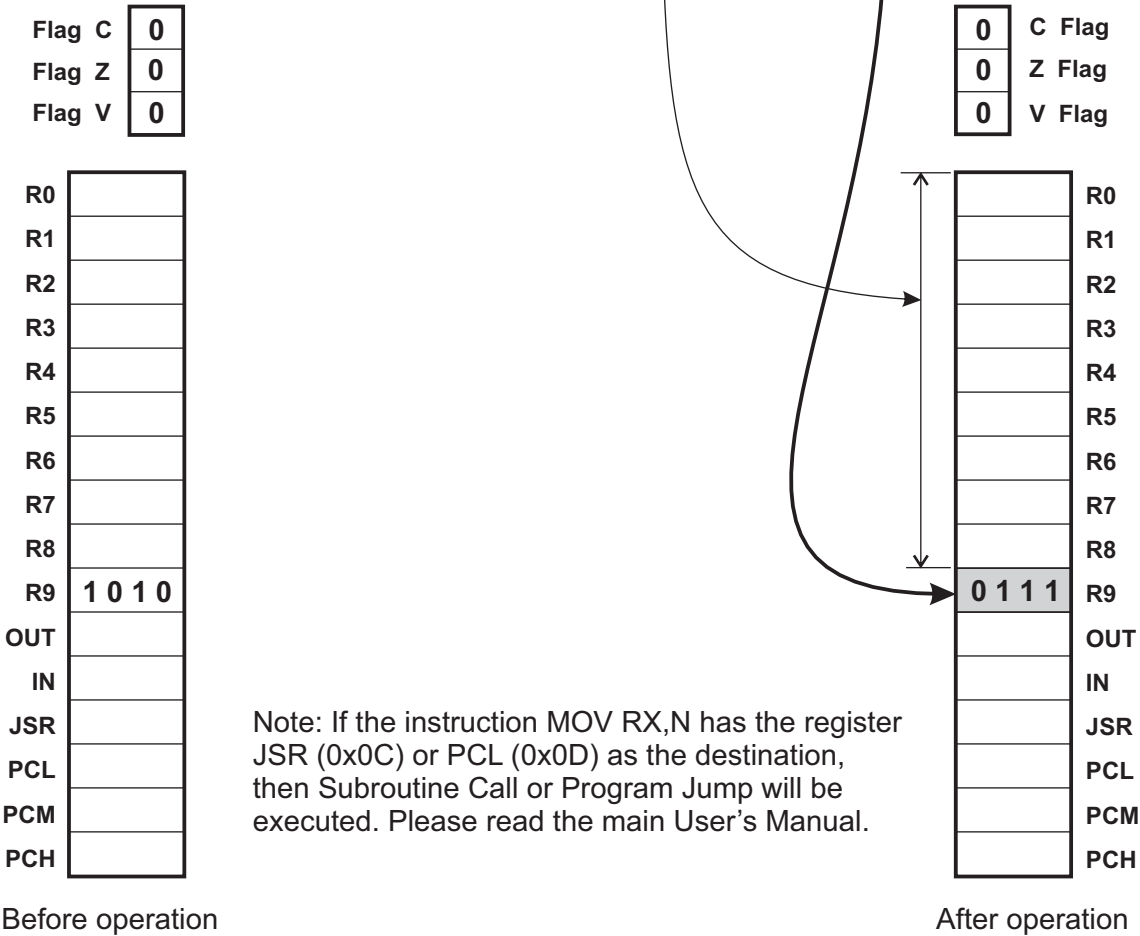 Flag C 0 0 C Flag
Flag Z 0 0 Z Flag
Flag V 0 0 V Flag
R0 R0
R1 R1
R2 R2
R3 R3
R4 R4
R5 R5
R6 R6
R7 R7
R8 R8
R9 1 0 1 0 0 1 1 1 R9
OUT OUT
IN IN
JSR JSR
PCL PCL
PCM PCM
PCH PCH
Note: If the instruction MOV RX,N has the register
JSR (0x0C) or PCL (0x0D) as the destination,
then Subroutine Call or Program Jump will be
executed. Please read the main User's Manual.
Before operation After operation